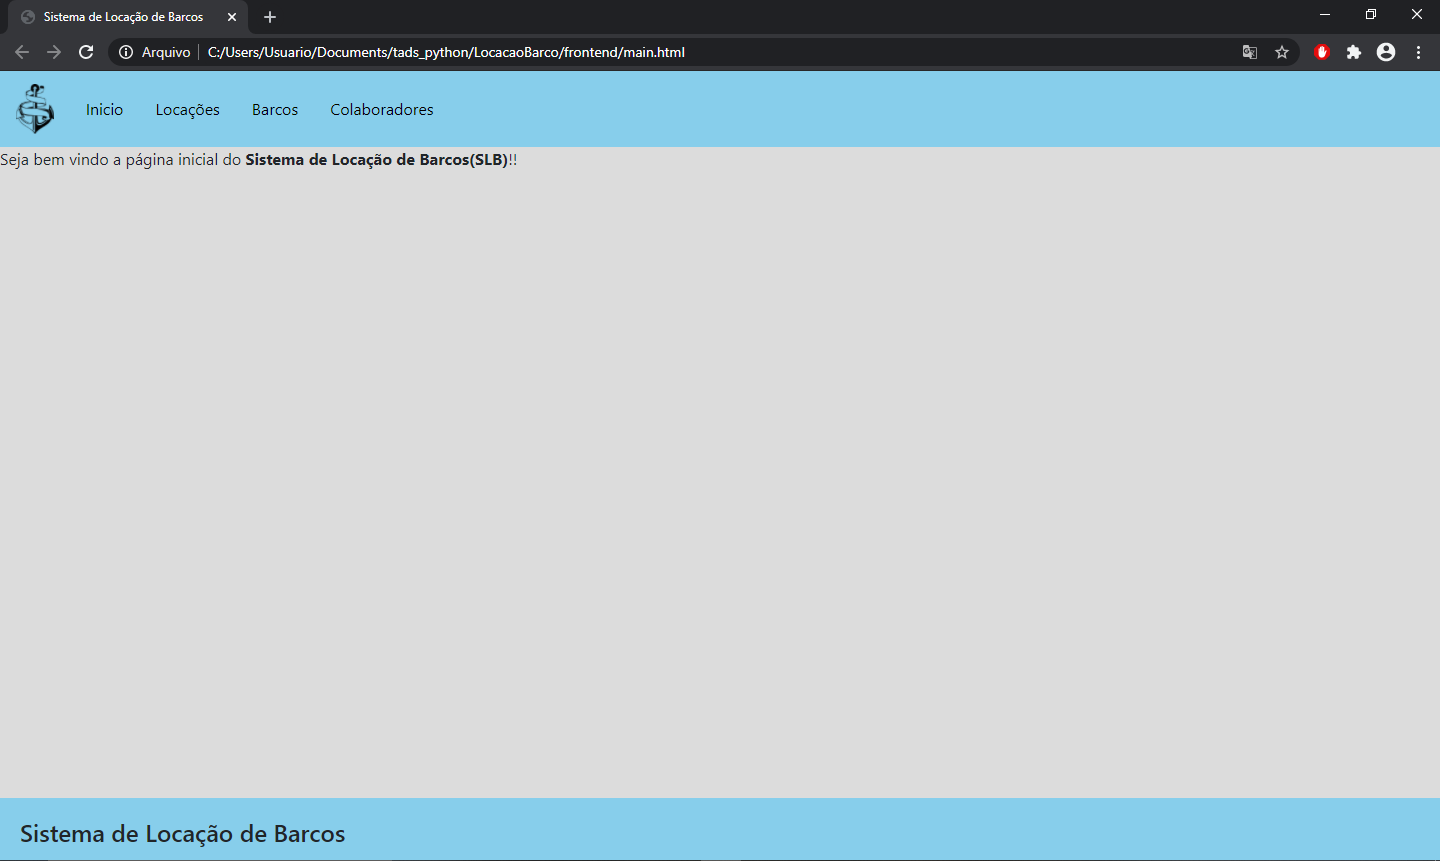 Sistema de Locação de Barcos
Arquivo C:/Users/Usuario/Documents/tads_python/LocacaoBarco/frontend/main.html
Inicio Locações Barcos Colaboradores
Seja bem vindo a página inicial do Sistema de Locação de Barcos(SLB)!!
Sistema de Locação de Barcos